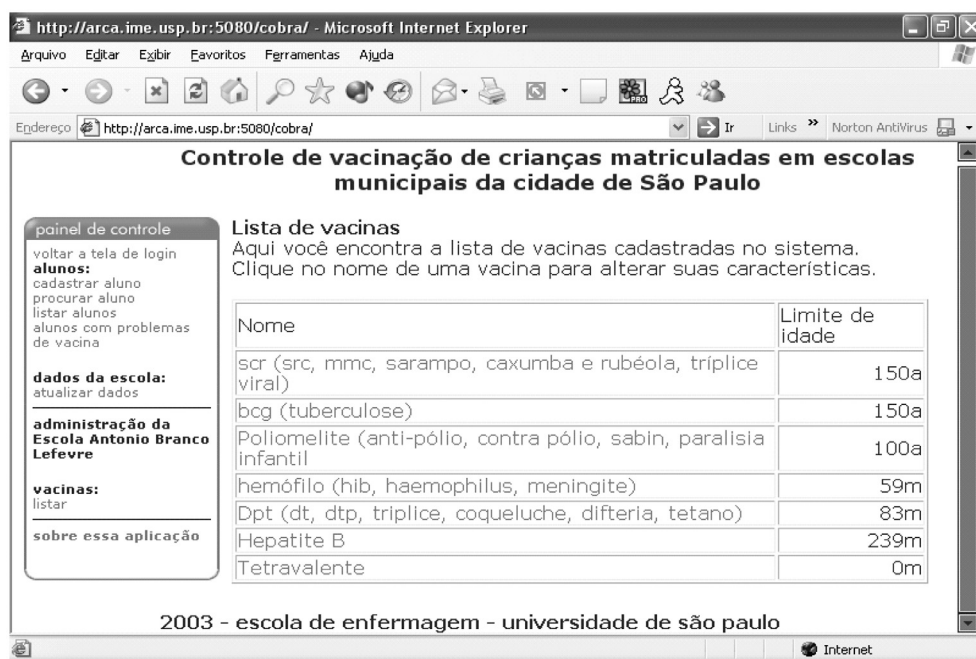 http://arca.ime.usp.br:5080/cobra/ - Microsoft Internet Explorer
Arquivo Editar Exibir Favoritos Ferramentas Ajuda
PRO
Endereço http://arca.ime.usp.br:5080/cobra/ Ir Links » Norton AntiVirus
Controle de vacinação de crianças matriculadas em escolas
municipais da cidade de São Paulo
painel de controle
voltar a tela de login
alunos:
cadastrar aluno
procurar aluno
listar alunos
alunos com problemas
de vacina
dados da escola:
atualizar dados
administração da
Escola Antonio Branco
Lefevre
vacinas:
listar
sobre essa aplicação
Lista de vacinas
Aqui você encontra a lista de vacinas cadastradas no sistema.
Clique no nome de uma vacina para alterar suas características.
Nome Limite de
idade
scr (src, mmc, sarampo, caxumba e rubéola, tríplice
viral) 150a
bcg (tuberculose) 150a
Poliomelite (anti-pólio, contra pólio, sabin, paralisia
infantil 100a
hemófilo (hib, haemophilus, meningite) 59m
Dpt (dt, dtp, triplice, coqueluche, difteria, tetano) 83m
Hepatite B 239m
Tetravalente 0m
2003 - escola de enfermagem - universidade de são paulo
Internet